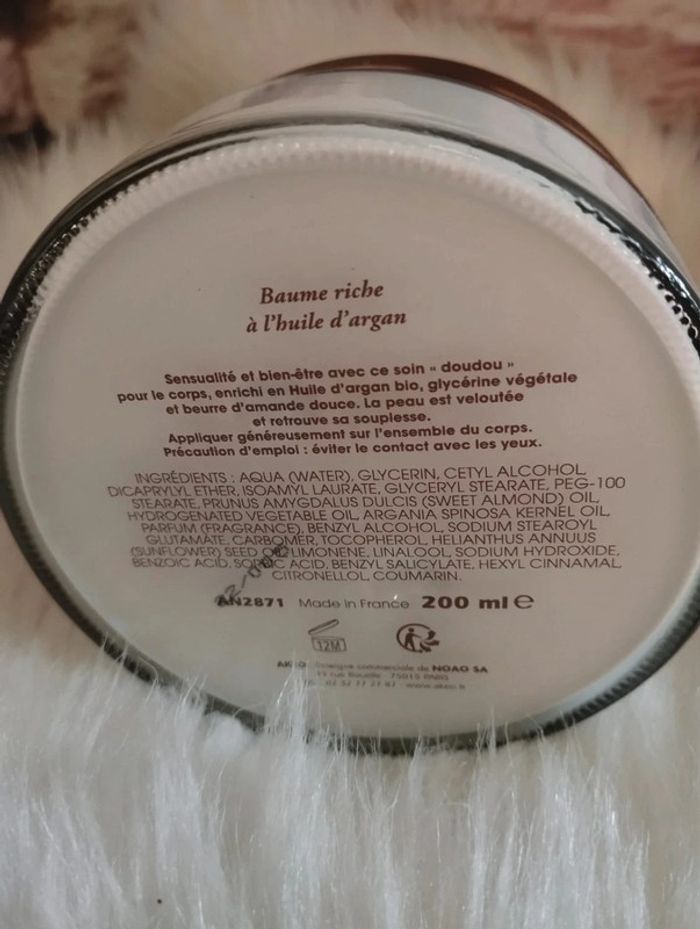 Baume riche
à l'huile d'argan
Sensualité et bien-être avec ce soin « doudou »
pour le corps, enrichi en Huile d'argan bio, glycérine végétale
et beurre d'amande douce. La peau est veloutée
et retrouve sa souplesse.
Appliquer généreusement sur l'ensemble du corps.
Précaution d'emploi : éviter le contact avec les yeux.
INGRÉDIENTS : AQUA (WATER), GLYCERIN, CETYL ALCOHOL
DICAPRYLYL ETHER, ISOAMYL LAURATE, GLYCERYL STEARATE, PEG-100
STEARATE, PRUNUS AMYGDALUS DULCIS (SWEET ALMOND) OIL,
HYDROGENATED VEGETABLE OIL, ARGANIA SPINOSA KERNEL OIL,
PARFUM (FRAGRANCE), BENZYL ALCOHOL, SODIUM STEAROYL
GLUTAMATE, CARBOMER, TOCOPHEROL, HELIANTHUS ANNUUS
(SUNFLOWER) SEED LIMONENE, LINALOOL, SODIUM HYDROXIDE,
BENZOIC ACID, ACID, BENZYL SALICYLATE, HEXYL CINNAMAL,
CITRONELLOL, COUMARIN.
AN2871 Made in France 200 ml e
12M
enseigne commerciale de NOAO SA
75015 PARIS